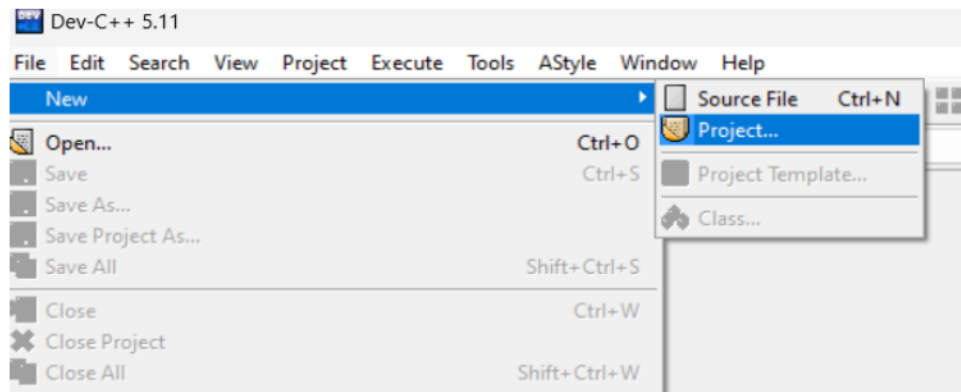 DEV Dev-C++ 5.11
File Edit Search View Project Execute Tools AStyle Window Help
New
Source File Ctrl+N
Project...
Project Template...
Class...
Open... Ctrl+O
Save Ctrl+S
Save As...
Save Project As...
Save All Shift+Ctrl+S
Close Ctrl+W
Close Project
Close All Shift+Ctrl+W